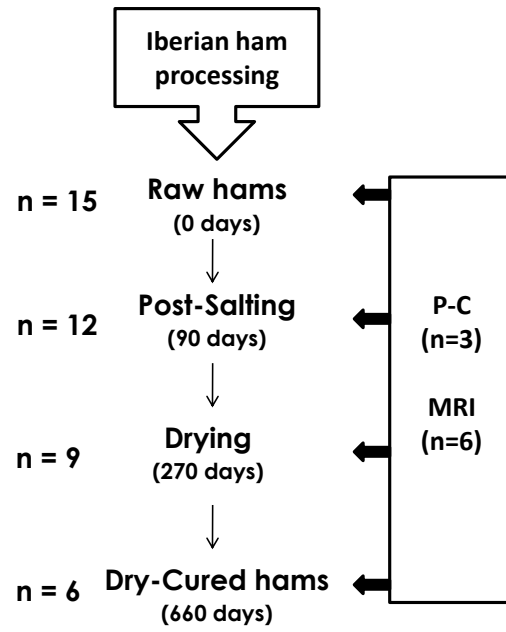 Iberian ham
processing
n = 15
Raw hams
(0 days)
n = 12
Post-Salting
(90 days)
n = 9
Drying
(270 days)
n = 6
Dry-Cured hams
(660 days)
P-C
(n=3)
MRI
(n=6)